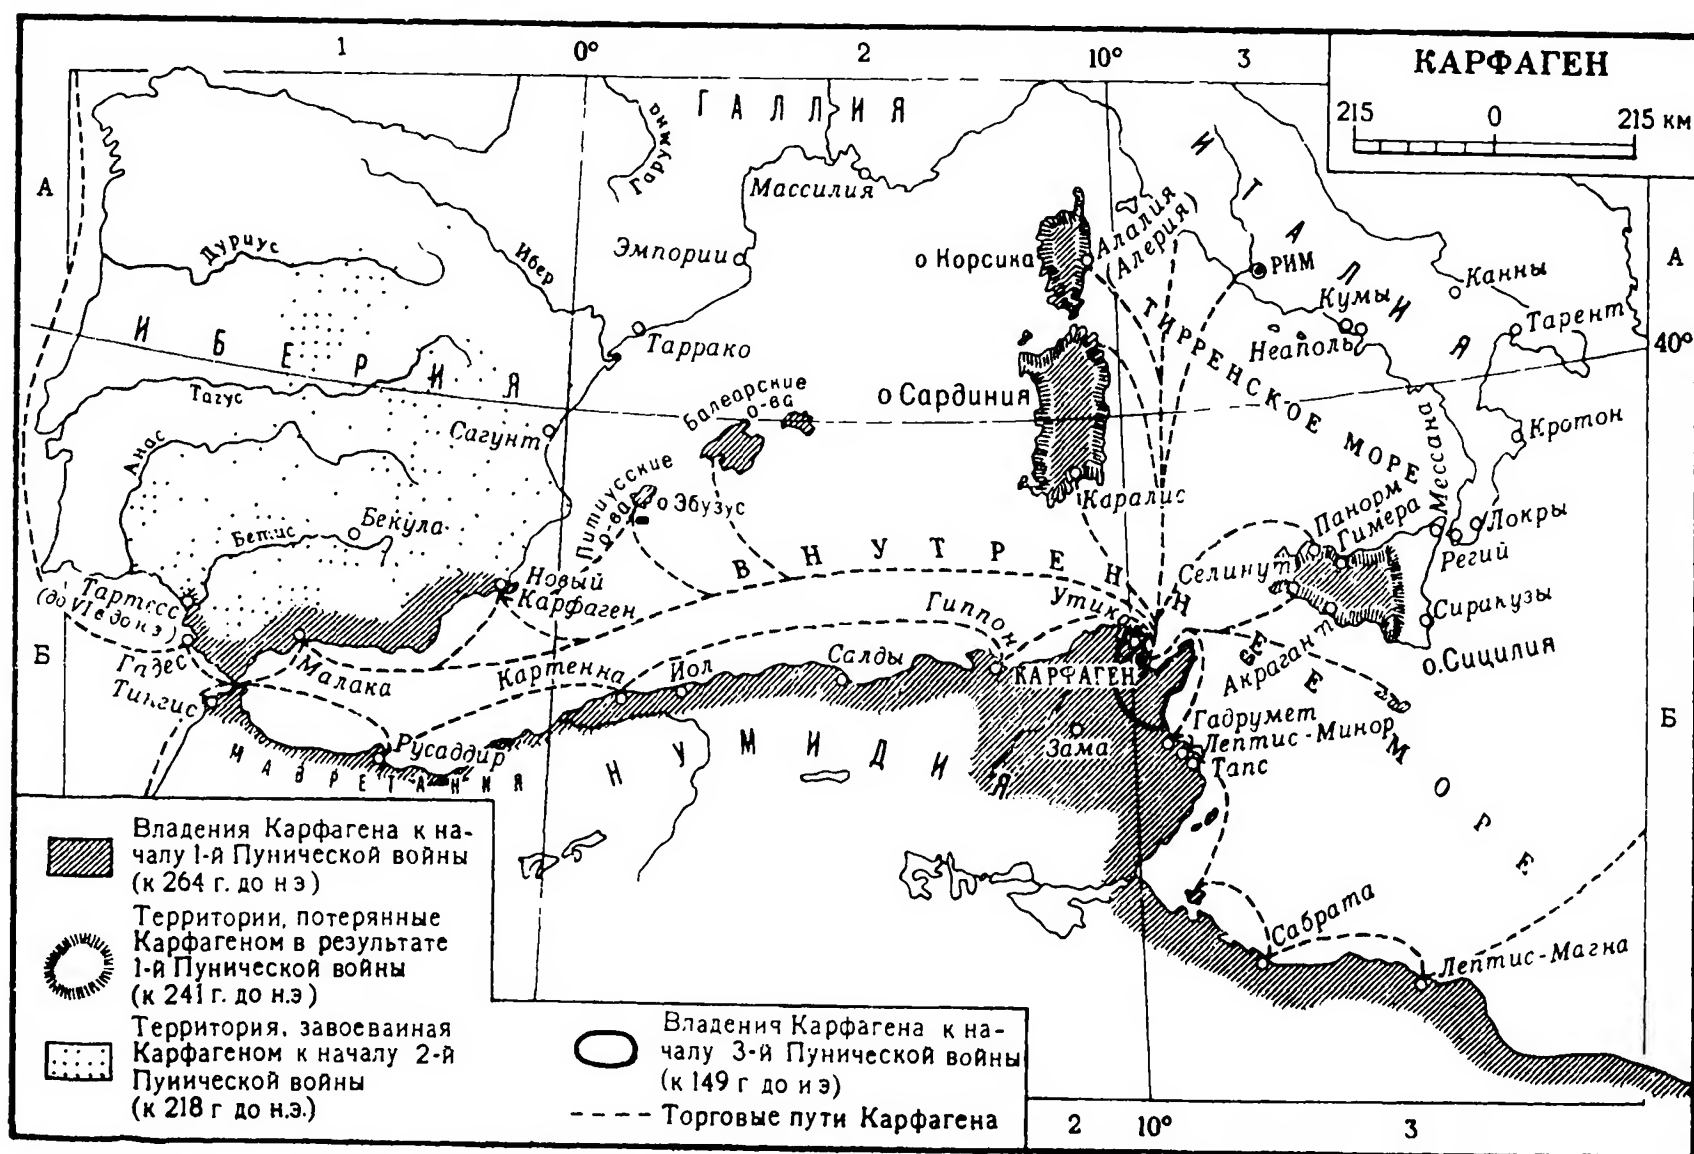 1
0°
2
10°
3
КАРФАГЕН
215
0
215 км
ГАЛЛИЯ
ИТАЛИЯ
А
А
Гарумна
Массилия
Дуриус
Ибер
Эмпории
о Корсика
Алалия
(Алерия)
РИМ
Кумы
Канны
ИБЕРИЯ
Таррако
ТИРРЕНСКОЕ МОРЕ
Неаполь
Тарент
40°
Тагус
Балеарские
о-ва
о Сардиния
Сагунт
Анас
Мессана
Кротон
Питиусские
о-ва
о Эбузус
Каралис
Панорм
Гимера
Локры
Регий
Бетис
Бекула
ВНУТРЕННЕЕ МОРЕ
Селинут
Тартесс
(до VI в до н э)
Новый
Карфаген
Гиппон
Утика
Сиракузы
Б
Гадес
Малака
Картенна
Иол
Салды
КАРФАГЕН
Акрагант
о.Сицилия
Тингис
Русаддир
Гадрумет
Лептис-Минор
Тапс
Зама
Б
МАВРЕТАНИЯ
НУМИДИЯ
Сабрата
Лептис-Магна
Владения Карфагена к на-
чалу 1-й Пунической войны
(к 264 г. до н э)
Территории, потерянные
Карфагеном в результате
1-й Пунической войны
(к 241 г. до н.э)
Территория, завоеванная
Карфагеном к началу 2-й
Пунической войны
(к 218 г до н.э.)
Владения Карфагена к на-
чалу 3-й Пунической войны
(к 149 г до н э)
Торговые пути Карфагена
2
10°
3